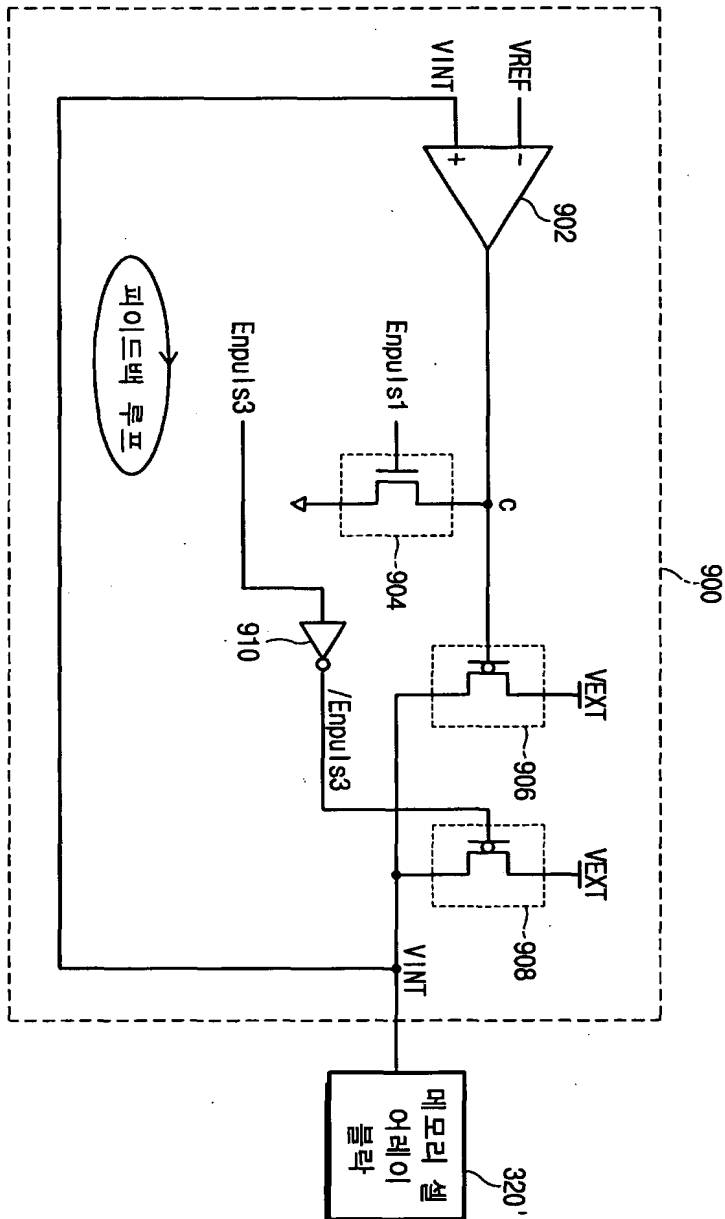 900
VREF
VINT
-
+
902
VEXT
VEXT
906
908
C
Enpuls1
904
VINT
Enpuls3
910
/Enpuls3
피이드백 루프
메모리 셀
어레이
블락
320'